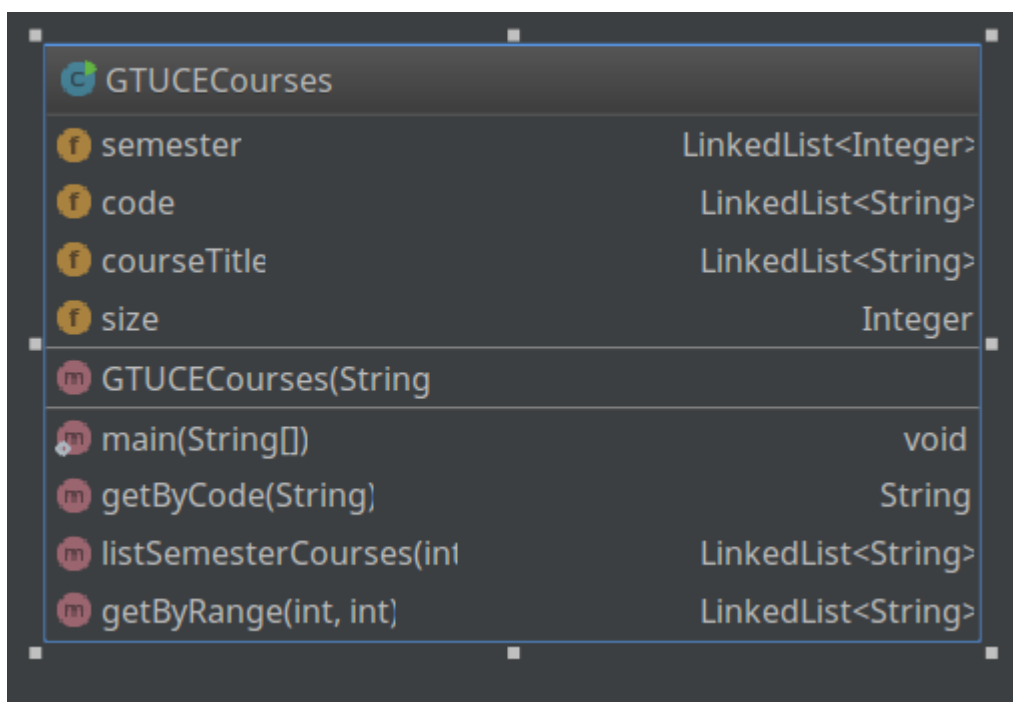 C GTUCECourses
f semester LinkedList<Integer>
f code LinkedList<String>
f courseTitle LinkedList<String>
f size Integer
m GTUCECourses(String
m main(String[]) void
m getByCode(String) String
m listSemesterCourses(int LinkedList<String>
m getByRange(int, int) LinkedList<String>